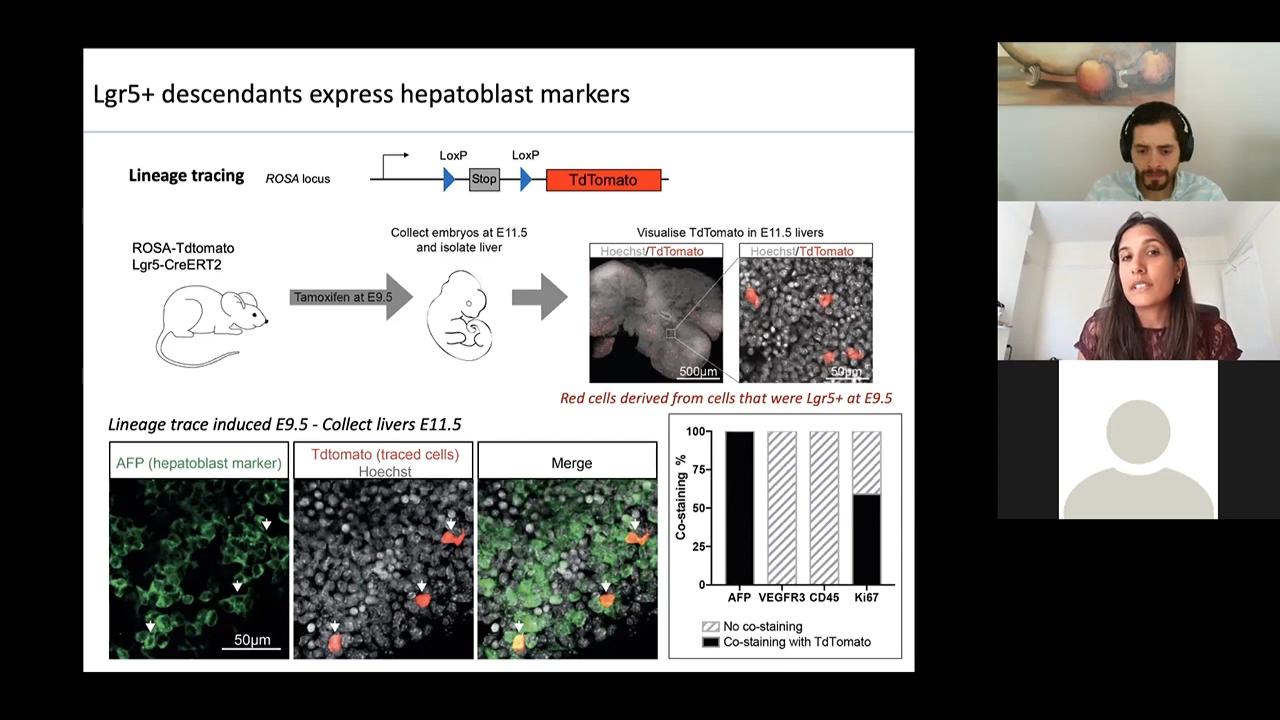 Lgr5+ descendants express hepatoblast markers
Lineage tracing
ROSA locus
LoxP
LoxP
Stop
TdTomato
ROSA-Tdtomato
Lgr5-CreERT2
Tamoxifen at E9.5
Collect embryos at E11.5
and isolate liver
Visualise TdTomato in E11.5 livers
Hoechst/TdTomato
Hoechst/TdTomato
500µm
50µm
Red cells derived from cells that were Lgr5+ at E9.5
Lineage trace induced E9.5 - Collect livers E11.5
AFP (hepatoblast marker)
Tdtomato (traced cells)
Hoechst
Merge
50µm
Co-staining %
100
75
50
25
0
AFP VEGFR3 CD45 Ki67
No co-staining
Co-staining with TdTomato